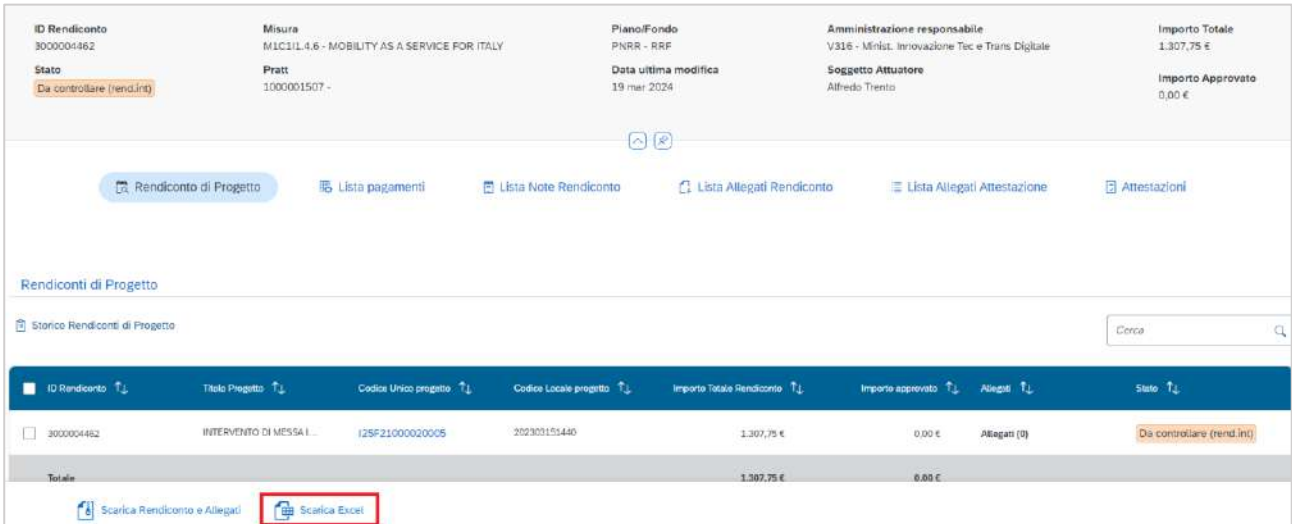 ID Rendiconto Misura Piano/Fondo Amministrazione responsabile Importo Totale
3000004462 M1C1I1.4.6 - MOBILITY AS A SERVICE FOR ITALY PNRR - RRF V316 - Minist. Innovazione Tec e Trans Digitale 1.307,75 €
Stato Pratt Data ultima modifica Soggetto Attuatore Importo Approvato
Da controllare (rend.int) 1000001507 - 19 mar 2024 Alfredo Trento 0,00 €
Rendiconto di Progetto Lista pagamenti Lista Note Rendiconto Lista Allegati Rendiconto Lista Allegati Attestazione Attestazioni
Rendiconti di Progetto
Storico Rendiconti di Progetto Cerca
ID Rendiconto Titolo Progetto Codice Unico progetto Codice Locale progetto Importo Totale Rendiconto Importo approvato Allegati Stato
3000004462 INTERVENTO DI MESSA I... I25F21000020005 202303151440 1.307,75 € 0,00 € Allegati (0) Da controllare (rend.int)
Totale 1.307,75 € 0,00 €
Scarica Rendiconto e Allegati Scarica Excel